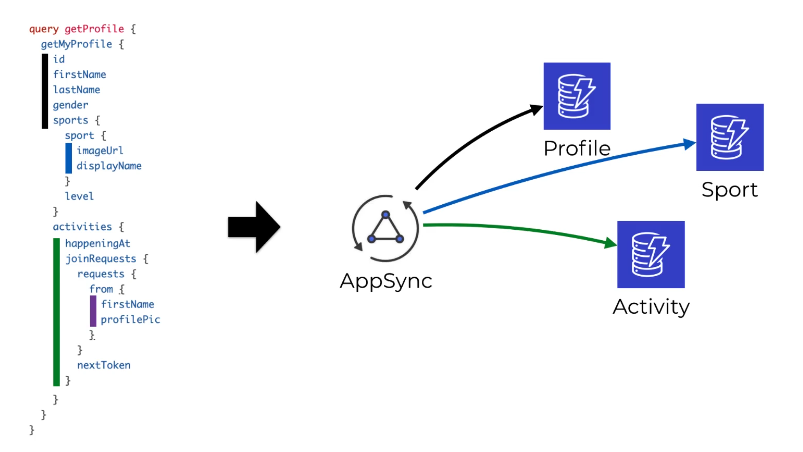 query getProfile {
getMyProfile {
id
firstName
lastName
gender
sports {
sport {
imageUrl
displayName
}
level
}
activities {
happeningAt
joinRequests {
requests {
from {
firstName
profilePic
}
}
nextToken
}
}
}
}
AppSync
Profile
Sport
Activity